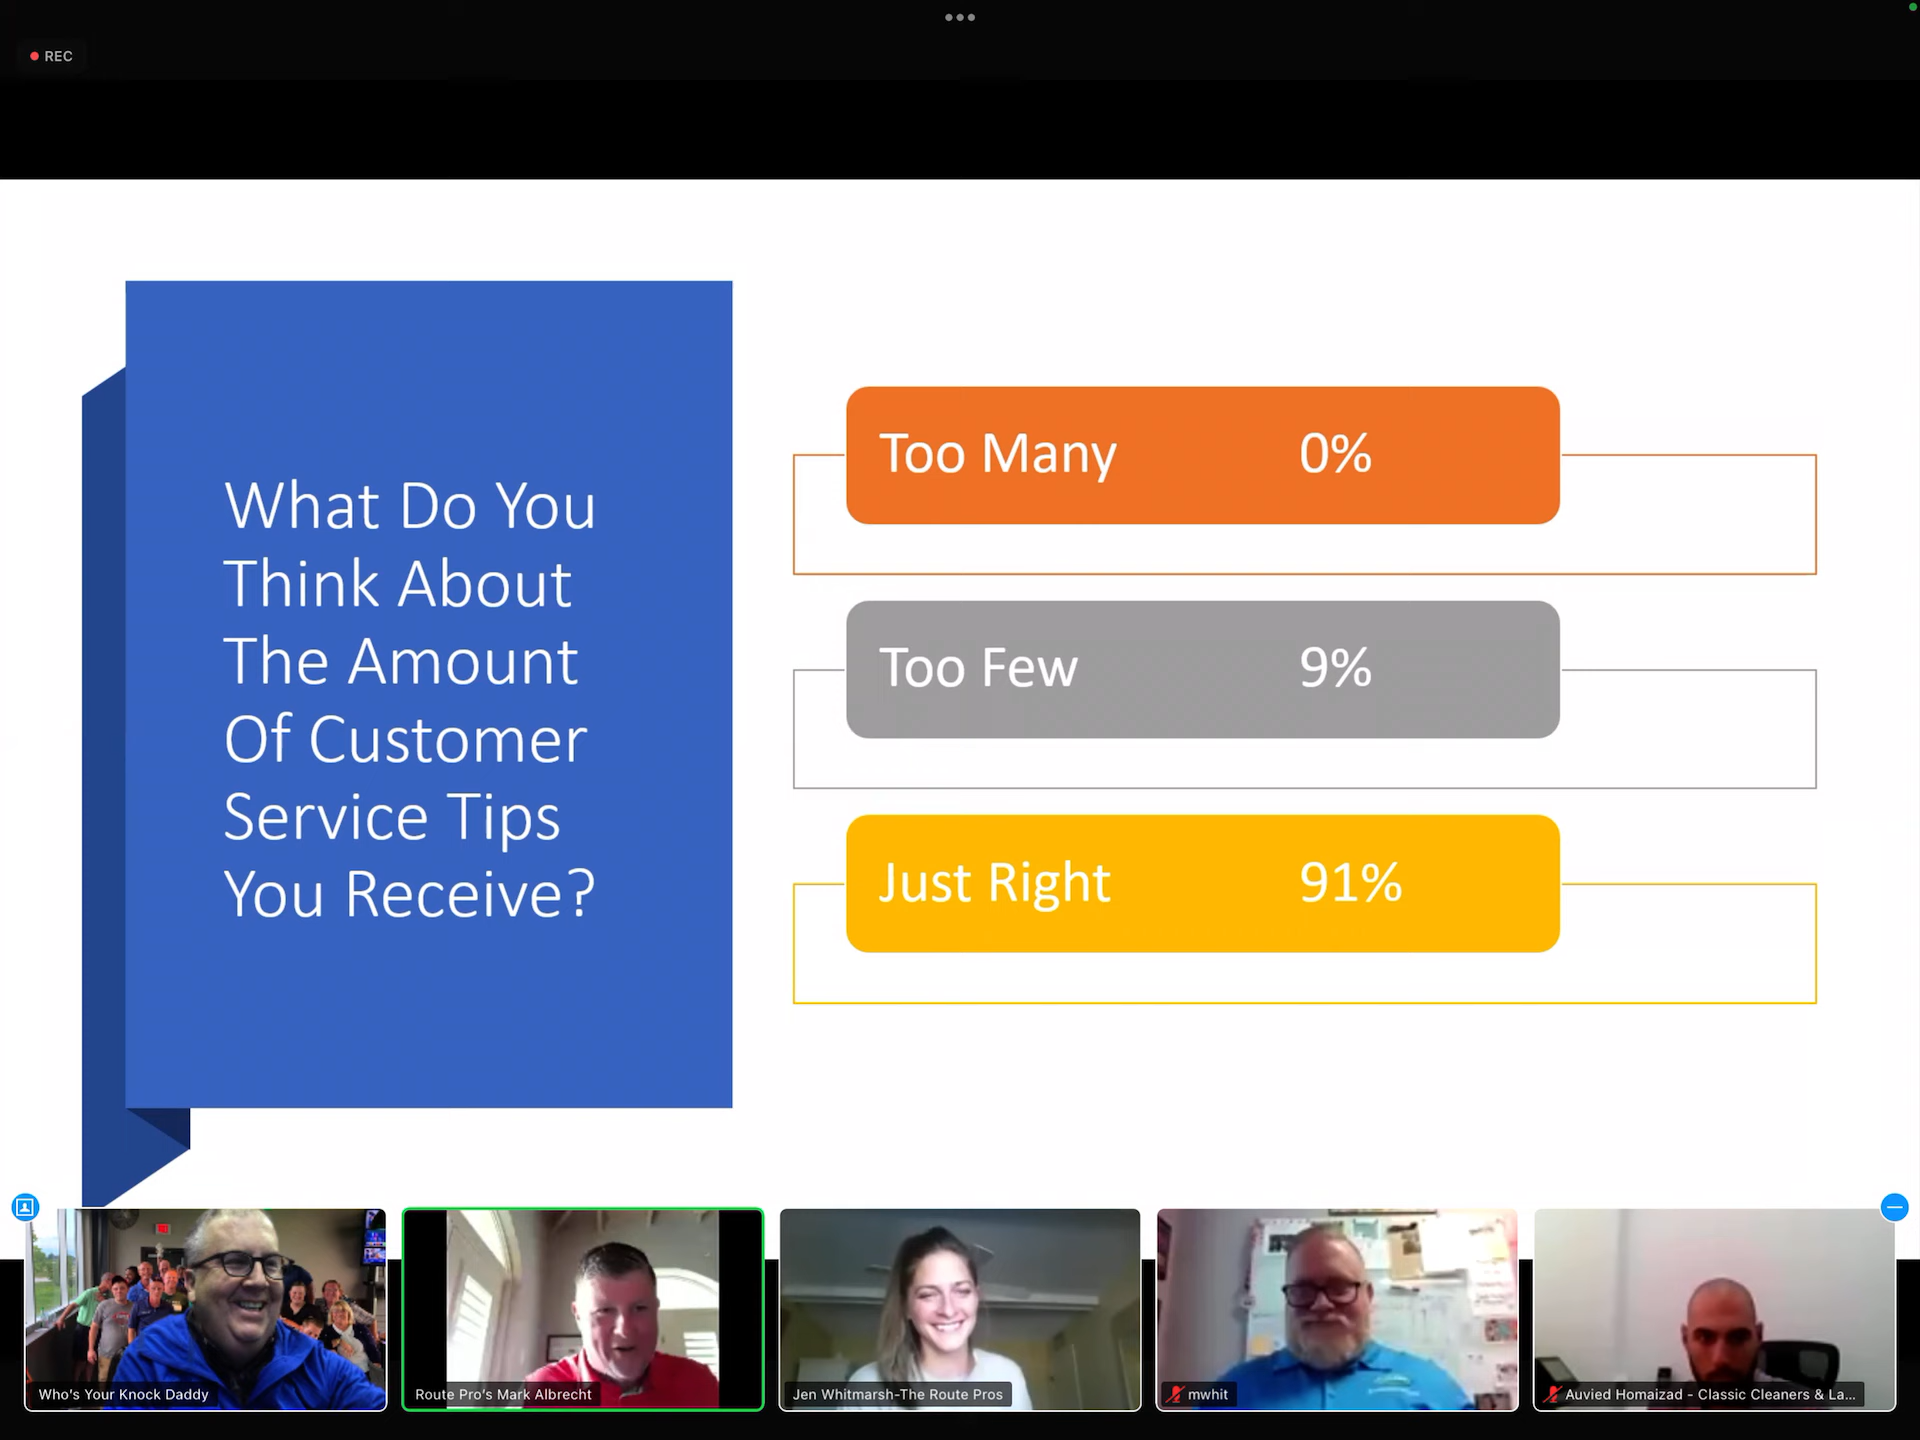 REC
What Do You
Think About
The Amount
Of Customer
Service Tips
You Receive?
Too Many 0%
Too Few 9%
Just Right 91%
Who's Your Knock Daddy
Route Pro's Mark Albrecht
Jen Whitmarsh-The Route Pros
mwhit
Auvied Homaizad - Classic Cleaners & La...